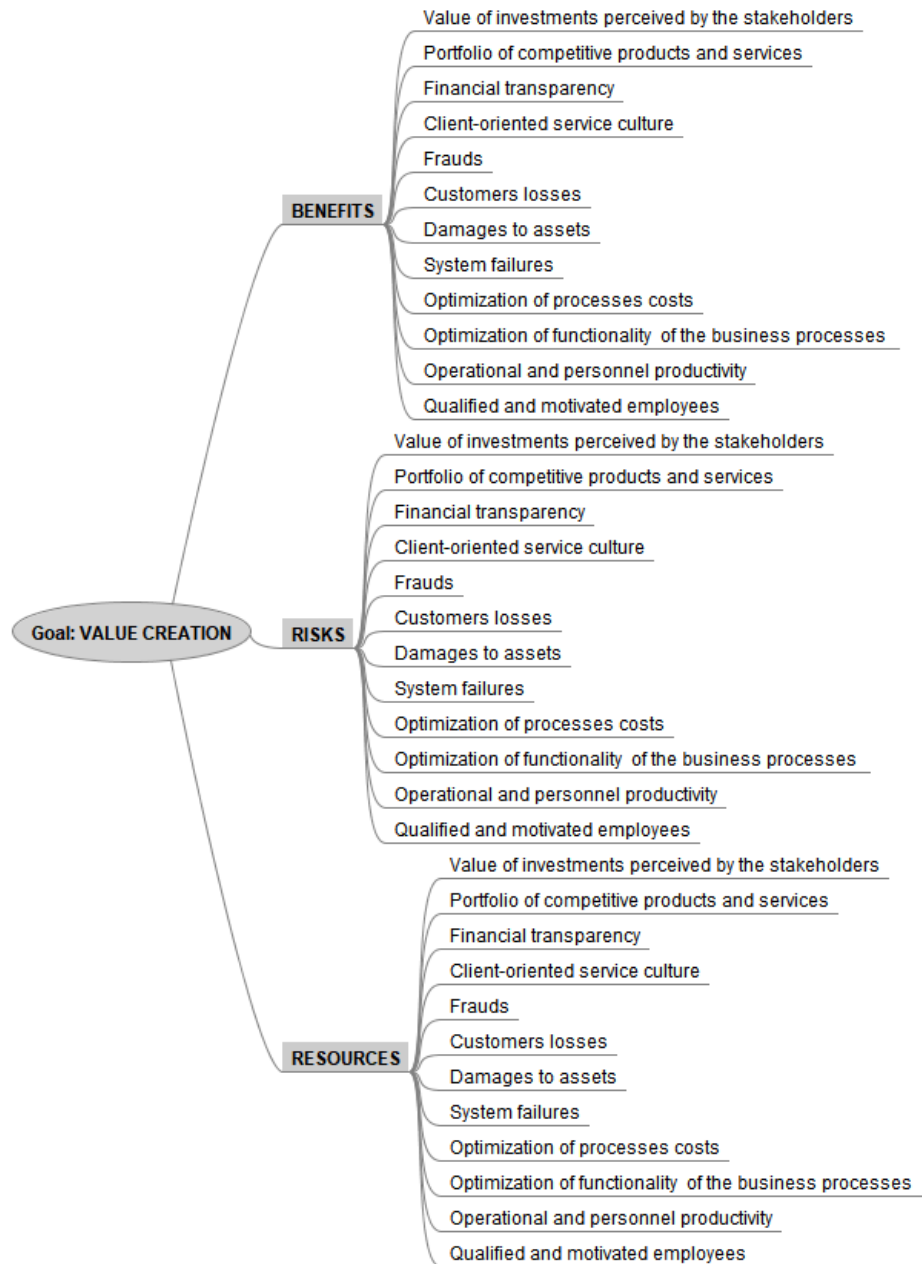 Value of investments perceived by the stakeholders
Portfolio of competitive products and services
Financial transparency
Client-oriented service culture
Frauds
Customers losses
BENEFITS
Damages to assets
System failures
Optimization of processes costs
Optimization of functionality of the business processes
Operational and personnel productivity
Qualified and motivated employees
Value of investments perceived by the stakeholders
Portfolio of competitive products and services
Financial transparency
Client-oriented service culture
Frauds
Customers losses
Goal: VALUE CREATION
RISKS
Damages to assets
System failures
Optimization of processes costs
Optimization of functionality of the business processes
Operational and personnel productivity
Qualified and motivated employees
Value of investments perceived by the stakeholders
Portfolio of competitive products and services
Financial transparency
Client-oriented service culture
Frauds
Customers losses
RESOURCES
Damages to assets
System failures
Optimization of processes costs
Optimization of functionality of the business processes
Operational and personnel productivity
Qualified and motivated employees